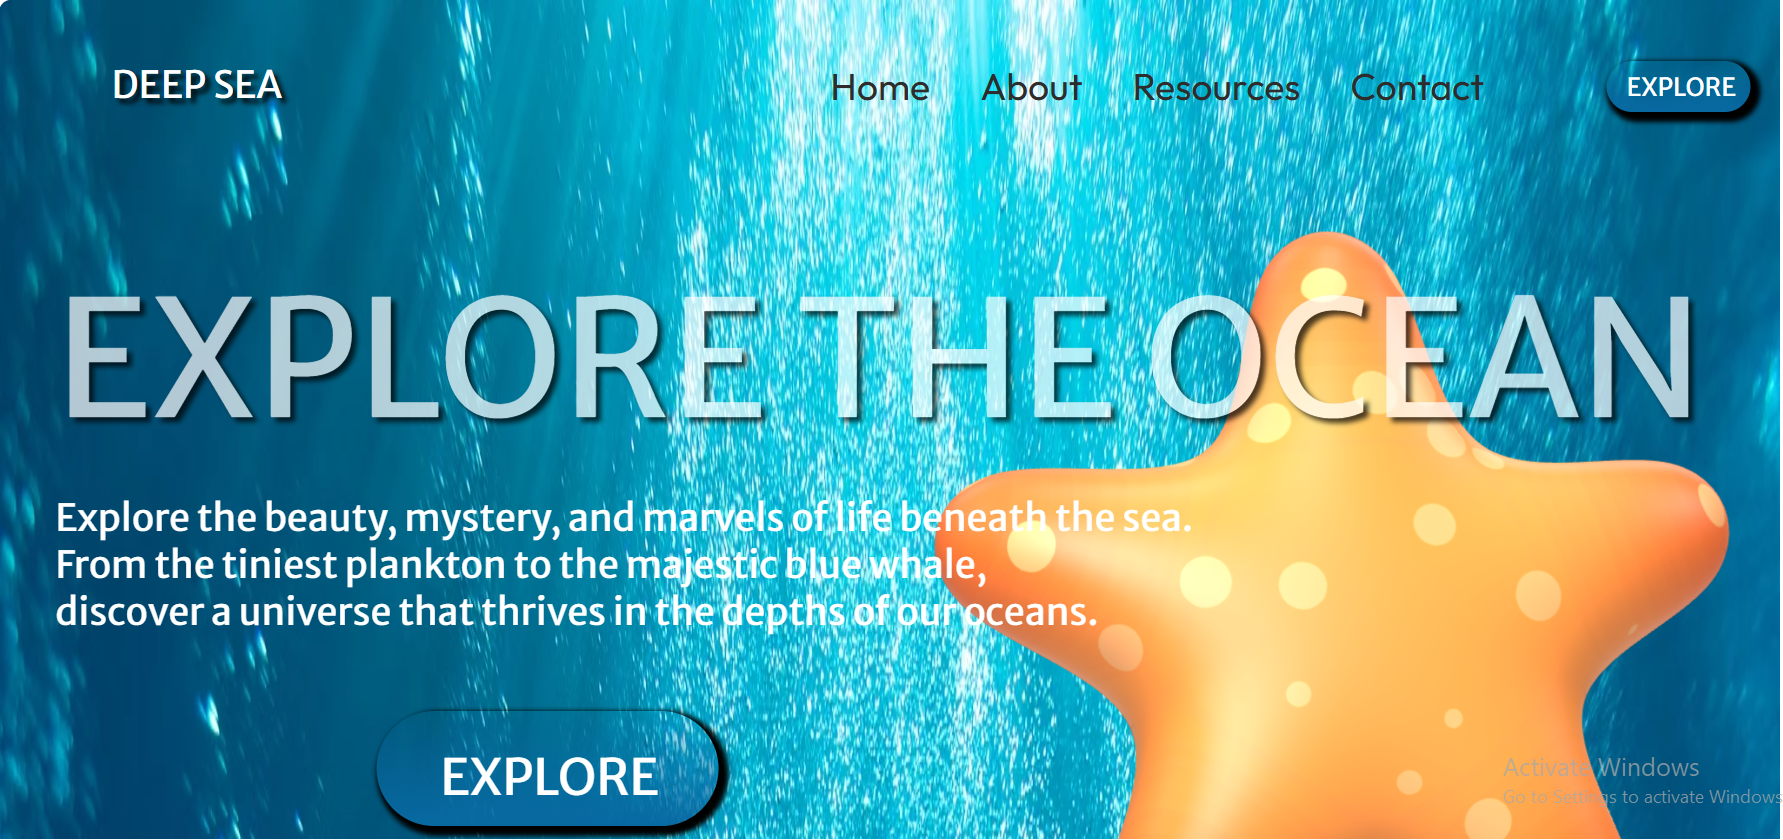 DEEP SEA
Home About Resources Contact
EXPLORE
EXPLORE THE OCEAN
Explore the beauty, mystery, and marvels of life beneath the sea.
From the tiniest plankton to the majestic blue whale,
discover a universe that thrives in the depths of our oceans.
EXPLORE
Activate Windows
Go to Settings to activate Windows